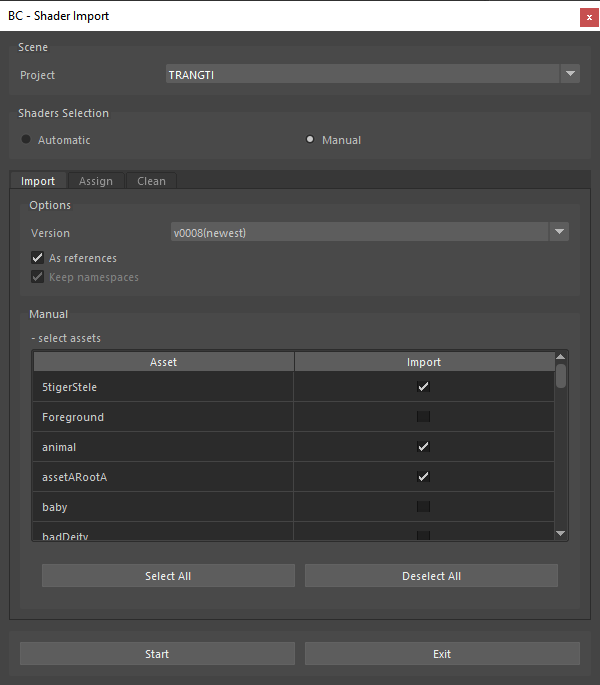 BC - Shader Import
x
Scene
Project TRANGTI
Shaders Selection
Automatic Manual
Import Assign Clean
Options
Version v0008(newest)
As references
Keep namespaces
Manual
- select assets
Asset Import
5tigerStele
Foreground
animal
assetARootA
baby
badDeity
Select All Deselect All
Start Exit